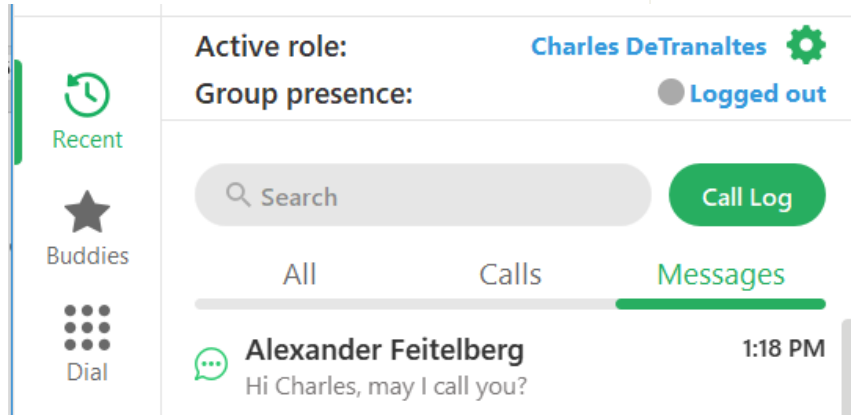 Active role: Charles DeTranaltes
Group presence: Logged out
Recent
Search Call Log
Buddies
All Calls Messages
Alexander Feitelberg 1:18 PM
Hi Charles, may I call you?
Dial